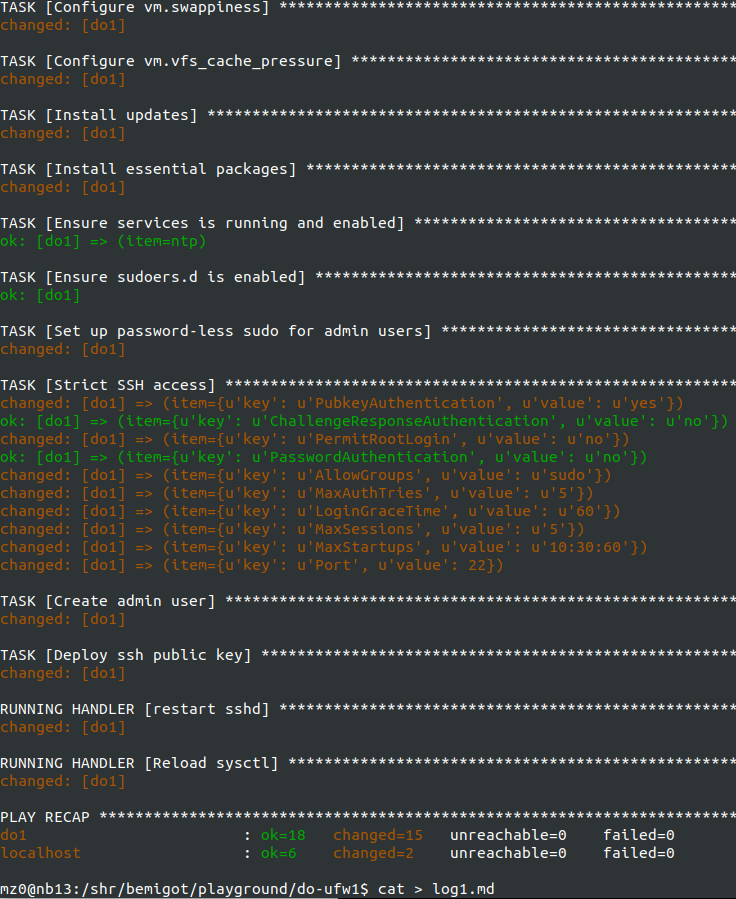 TASK [Configure vm.swappiness] ***************************************************
changed: [do1]
TASK [Configure vm.vfs_cache_pressure] *******************************************
changed: [do1]
TASK [Install updates] ***********************************************************
changed: [do1]
TASK [Install essential packages] ************************************************
changed: [do1]
TASK [Ensure services is running and enabled] ************************************
ok: [do1] => (item=ntp)
TASK [Ensure sudoers.d is enabled] ***********************************************
ok: [do1]
TASK [Set up password-less sudo for admin users] *********************************
changed: [do1]
TASK [Strict SSH access] *********************************************************
changed: [do1] => (item={u'key': u'PubkeyAuthentication', u'value': u'yes'})
ok: [do1] => (item={u'key': u'ChallengeResponseAuthentication', u'value': u'no'})
changed: [do1] => (item={u'key': u'PermitRootLogin', u'value': u'no'})
ok: [do1] => (item={u'key': u'PasswordAuthentication', u'value': u'no'})
changed: [do1] => (item={u'key': u'AllowGroups', u'value': u'sudo'})
changed: [do1] => (item={u'key': u'MaxAuthTries', u'value': u'5'})
changed: [do1] => (item={u'key': u'LoginGraceTime', u'value': u'60'})
changed: [do1] => (item={u'key': u'MaxSessions', u'value': u'5'})
changed: [do1] => (item={u'key': u'MaxStartups', u'value': u'10:30:60'})
changed: [do1] => (item={u'key': u'Port', u'value': 22})
TASK [Create admin user] *********************************************************
changed: [do1]
TASK [Deploy ssh public key] *****************************************************
changed: [do1]
RUNNING HANDLER [restart sshd] ***************************************************
changed: [do1]
RUNNING HANDLER [Reload sysctl] **************************************************
changed: [do1]
PLAY RECAP ***********************************************************************
do1                        : ok=18   changed=15   unreachable=0    failed=0
localhost                  : ok=6    changed=2    unreachable=0    failed=0
mz0@nb13:/shr/bemigot/playground/do-ufw1$ cat > log1.md